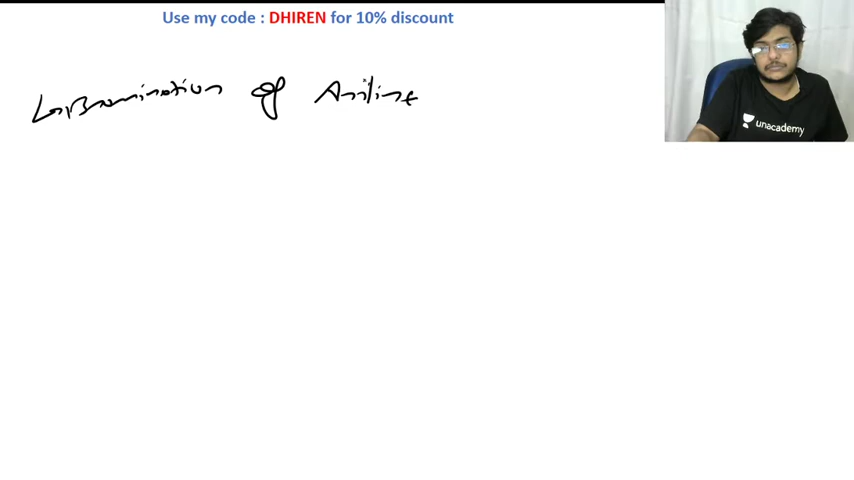 Use my code : DHIREN for 10% discount
Bromination of Aniline
unacademy